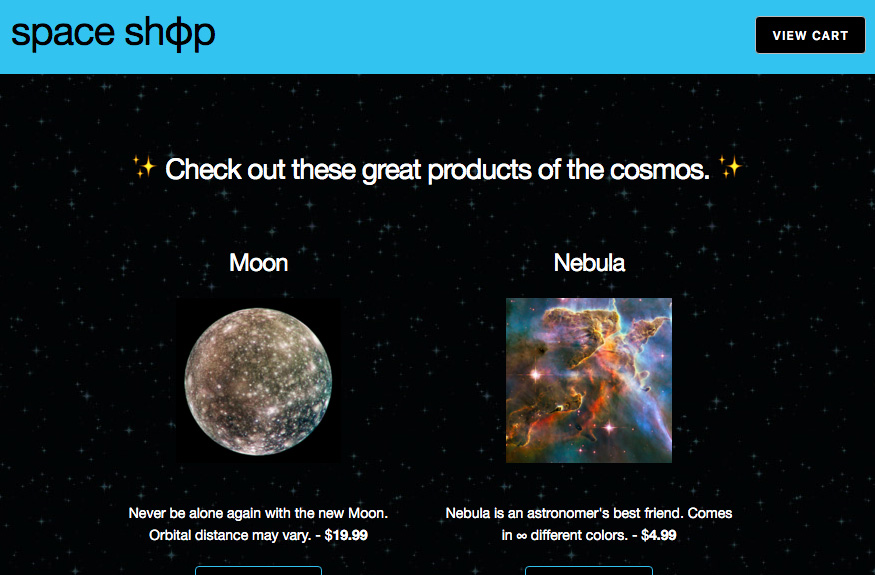 space shφp
VIEW CART
✨ Check out these great products of the cosmos. ✨
Moon
Nebula
Never be alone again with the new Moon.
Orbital distance may vary. - $19.99
Nebula is an astronomer's best friend. Comes
in ∞ different colors. - $4.99